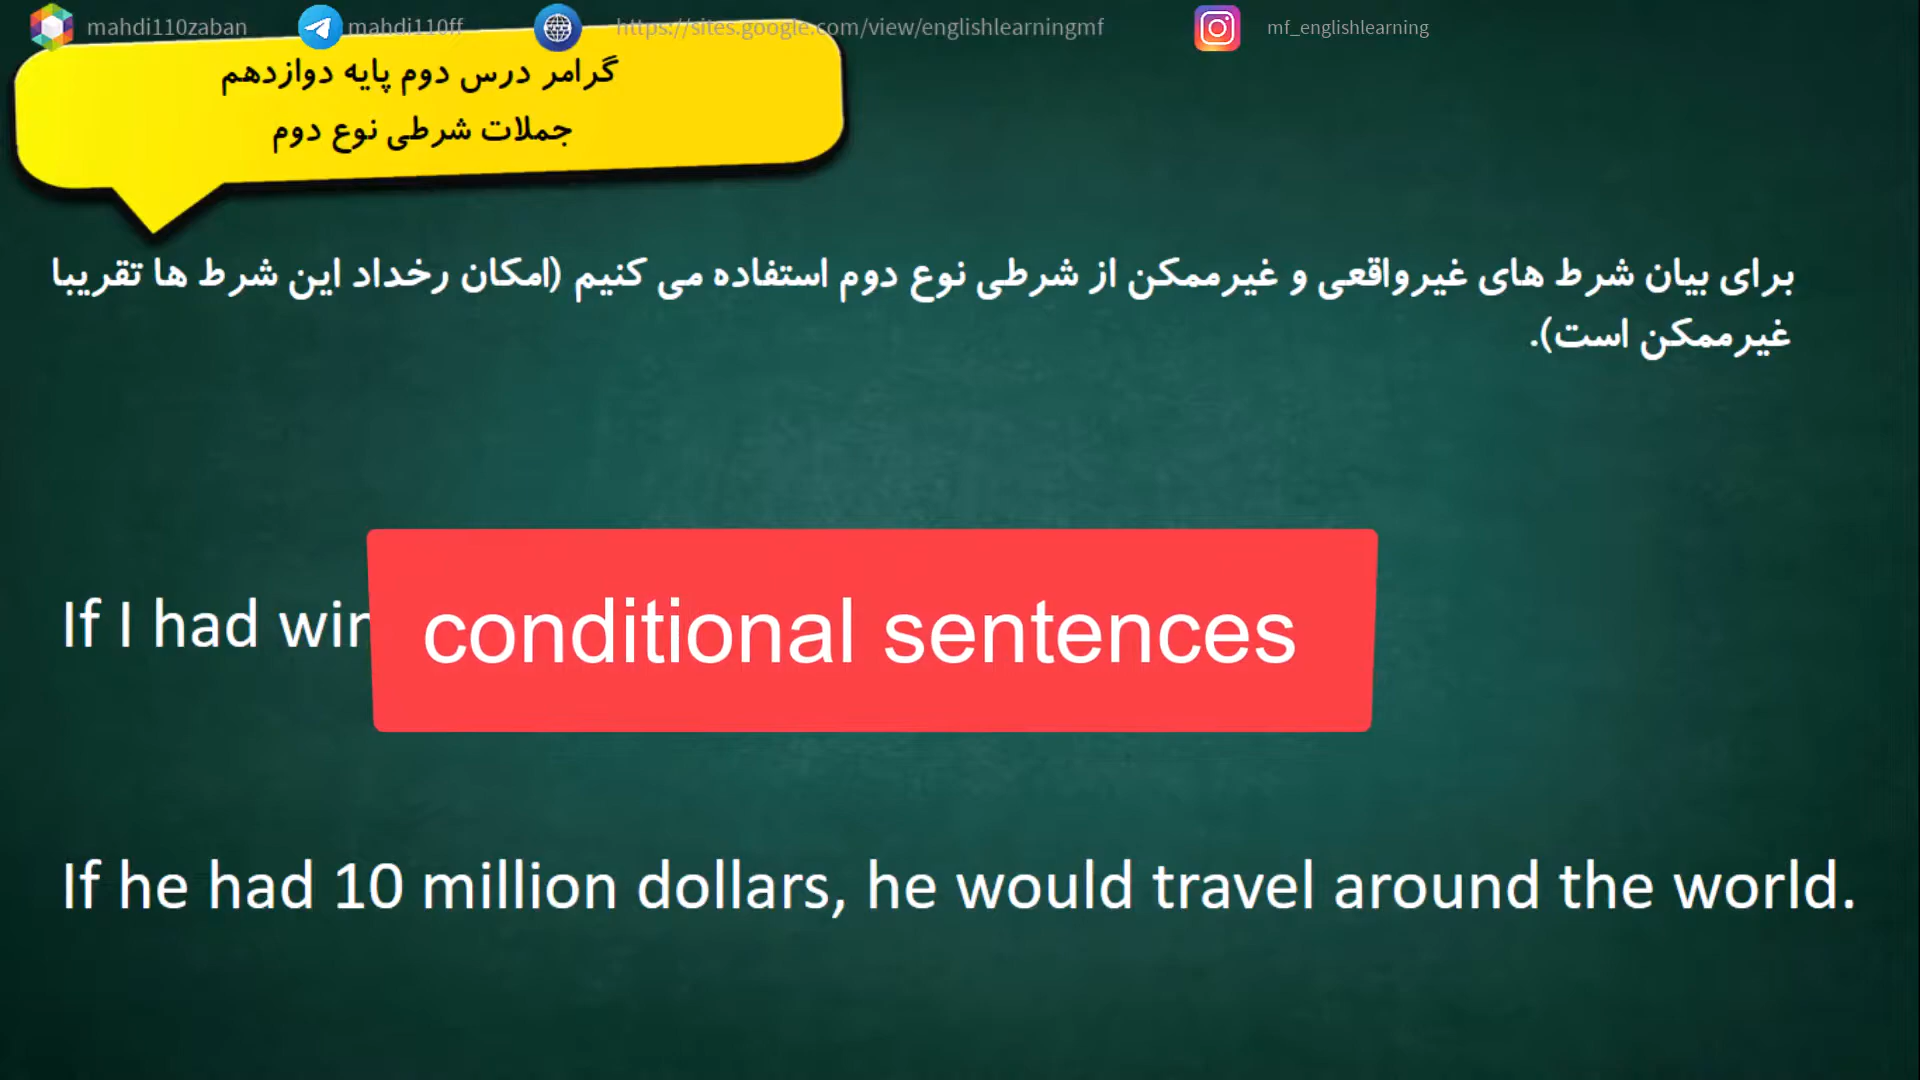 mahdi110zaban mahdi110ff https://sites.google.com/view/englishlearningmf mf_englishlearning
گرامر درس دوم پایه دوازدهم
جملات شرطی نوع دوم
برای بیان شرط های غیرواقعی و غیرممکن از شرطی نوع دوم استفاده می کنیم (امکان رخداد این شرط ها تقریبا
غیرممکن است).
If I had
conditional sentences
If he had 10 million dollars, he would travel around the world.